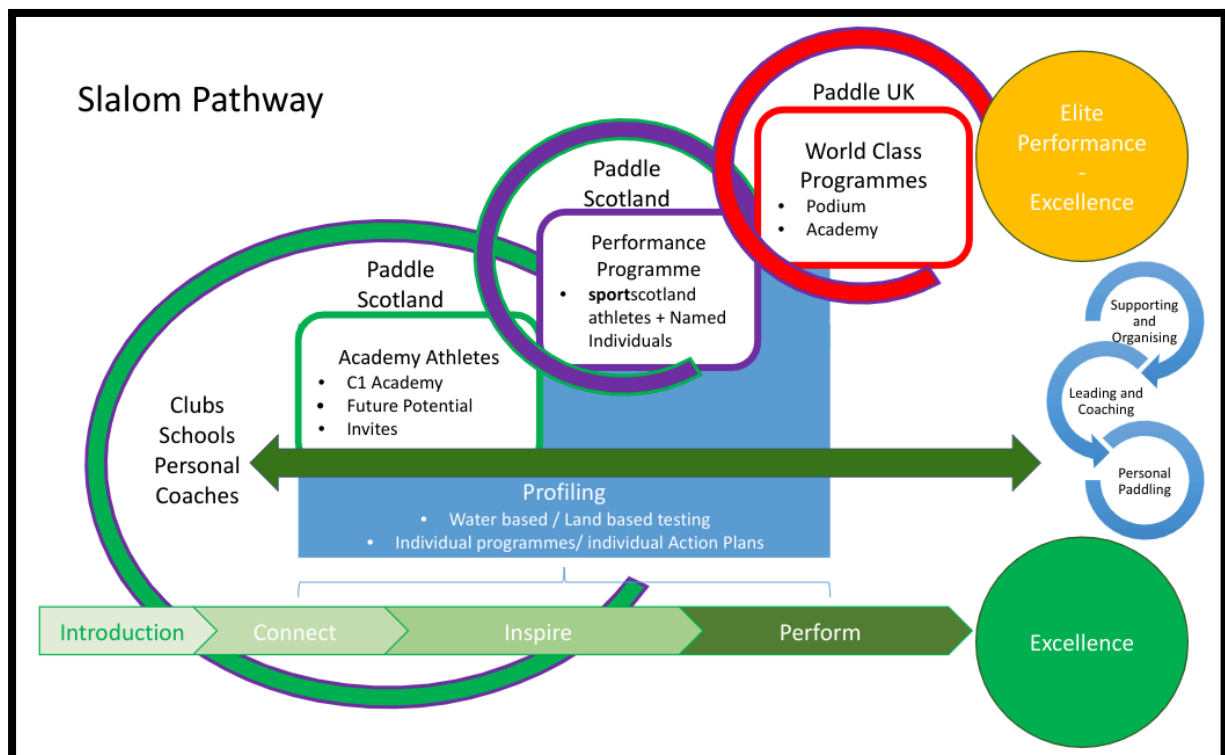 Slalom Pathway
Paddle UK
World Class
Programmes
• Podium
• Academy
Elite
Performance
-
Excellence
Paddle
Scotland
Performance
Programme
• sportscotland
athletes + Named
Individuals
Paddle
Scotland
Academy Athletes
• C1 Academy
• Future Potential
• Invites
Clubs
Schools
Personal
Coaches
Supporting
and
Organising
Leading and
Coaching
Personal
Paddling
Profiling
• Water based / Land based testing
• Individual programmes/ individual Action Plans
Introduction
Connect
Inspire
Perform
Excellence